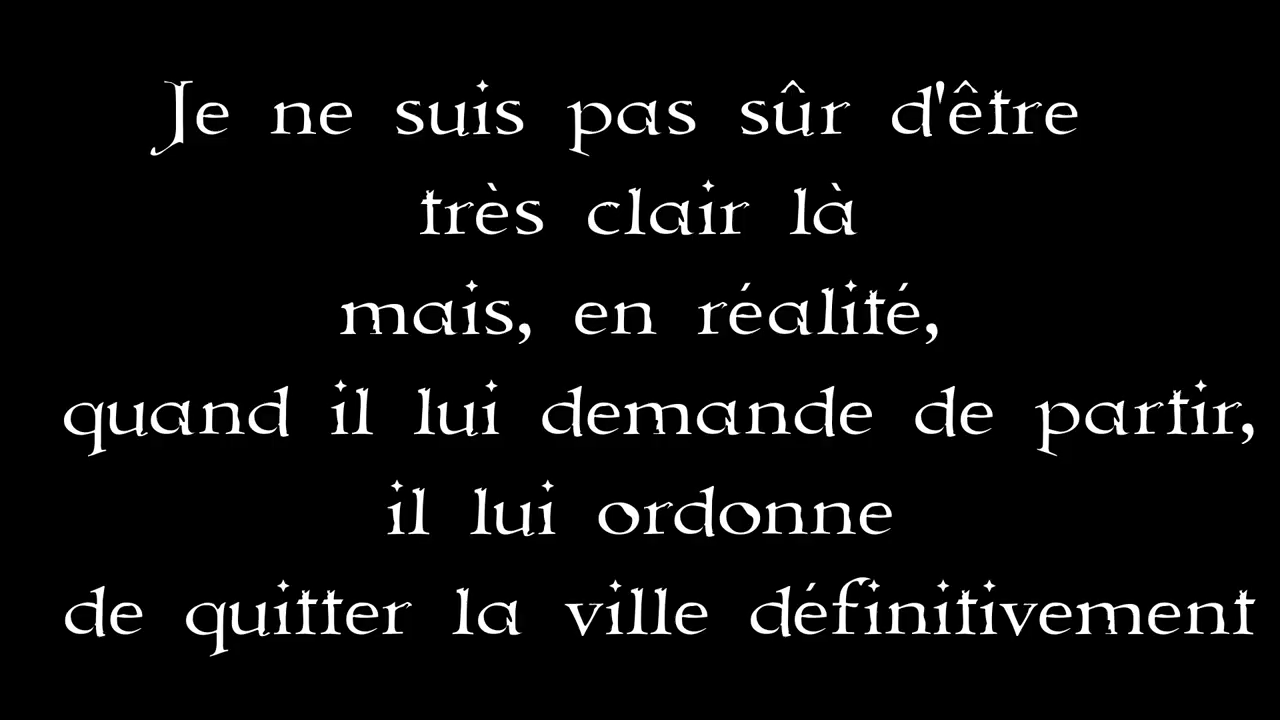 Je ne suis pas sûr d'être
très clair là
mais, en réalité,
quand il lui demande de partir,
il lui ordonne
de quitter la ville définitivement